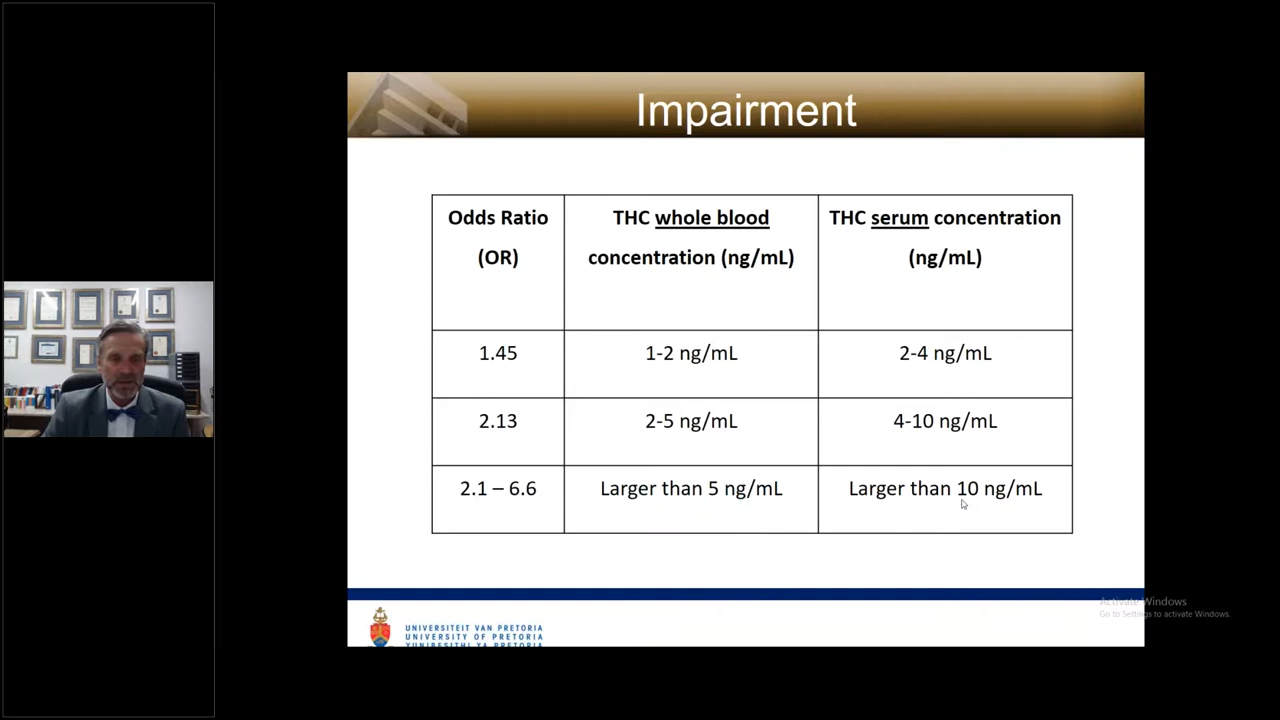 Impairment
Odds Ratio
(OR)
THC whole blood
concentration (ng/mL)
THC serum concentration
(ng/mL)
1.45
1-2 ng/mL
2-4 ng/mL
2.13
2-5 ng/mL
4-10 ng/mL
2.1 – 6.6
Larger than 5 ng/mL
Larger than 10 ng/mL
Activate Windows
Go to Settings to activate Windows.
UNIVERSITEIT VAN PRETORIA
UNIVERSITY OF PRETORIA
YUNIBESITHI YA PRETORIA